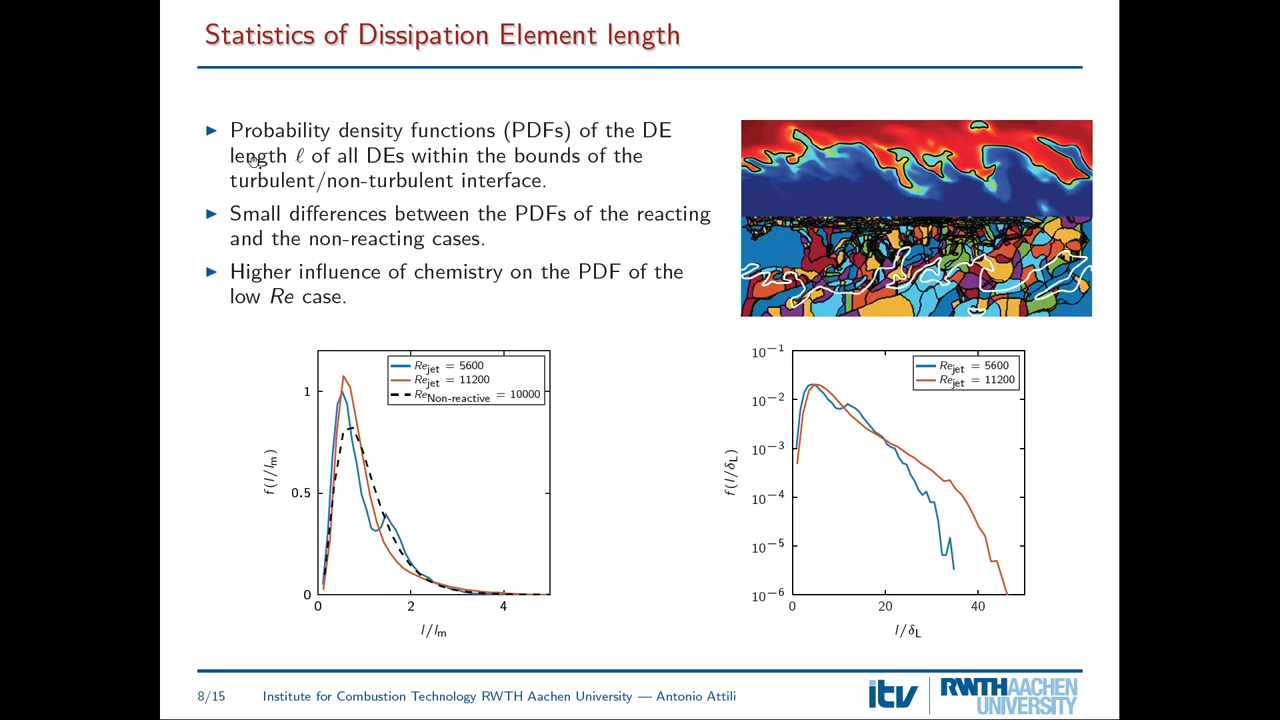 Statistics of Dissipation Element length
▶ Probability density functions (PDFs) of the DE
length ℓ of all DEs within the bounds of the
turbulent/non-turbulent interface.
▶ Small differences between the PDFs of the reacting
and the non-reacting cases.
▶ Higher influence of chemistry on the PDF of the
low Re case.
Re_jet = 5600
Re_jet = 11200
Re_Non-reactive = 10000
1
0.5
0
f(l/l_m)
0 2 4
l/l_m
Re_jet = 5600
Re_jet = 11200
10^−1
10^−2
10^−3
10^−4
10^−5
10^−6
f(l/δ_L)
0 20 40
l/δ_L
8/15 Institute for Combustion Technology RWTH Aachen University — Antonio Attili
itv RWTHAACHEN
UNIVERSITY